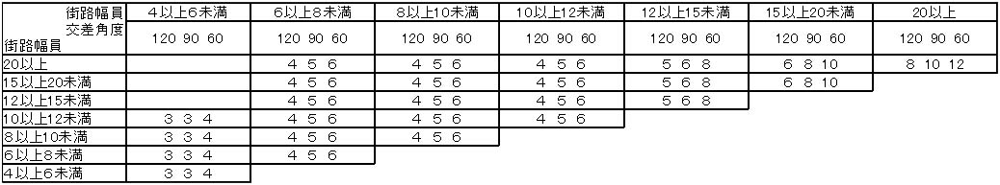 街路幅員 4以上6未満 6以上8未満 8以上10未満 10以上12未満 12以上15未満 15以上20未満 20以上
交差角度
街路幅員 120 90 60 120 90 60 120 90 60 120 90 60 120 90 60 120 90 60 120 90 60
20以上 4 5 6 4 5 6 4 5 6 5 6 8 6 8 10 8 10 12
15以上20未満 4 5 6 4 5 6 4 5 6 5 6 8 6 8 10
12以上15未満 4 5 6 4 5 6 4 5 6 5 6 8
10以上12未満 3 3 4 4 5 6 4 5 6 4 5 6
8以上10未満 3 3 4 4 5 6 4 5 6
6以上8未満 3 3 4 4 5 6
4以上6未満 3 3 4